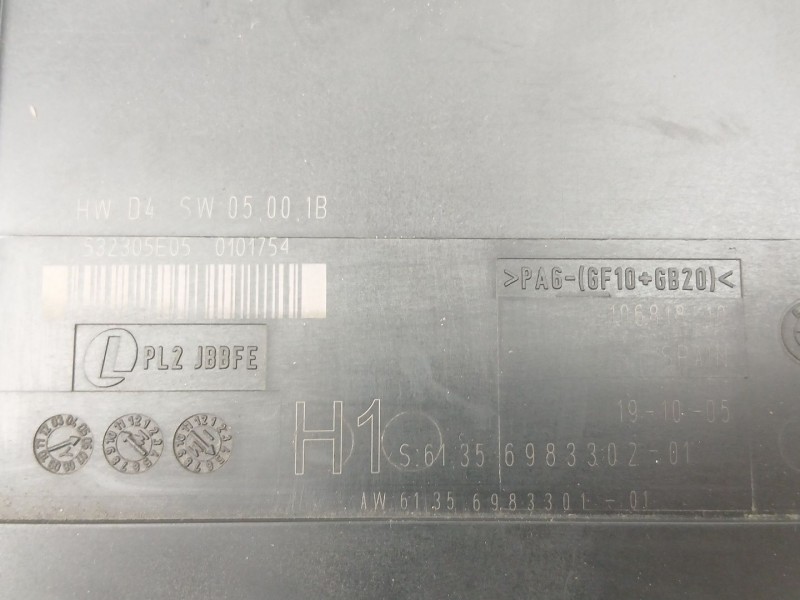 HW D4 SW 05.00.1B
S32305E05 0101754
>PA6-(GF10+GB20)<
L PL2 JBBFE
19-10-05
H1
S:61.35 6983302-01
AW 61.35 6983301-01